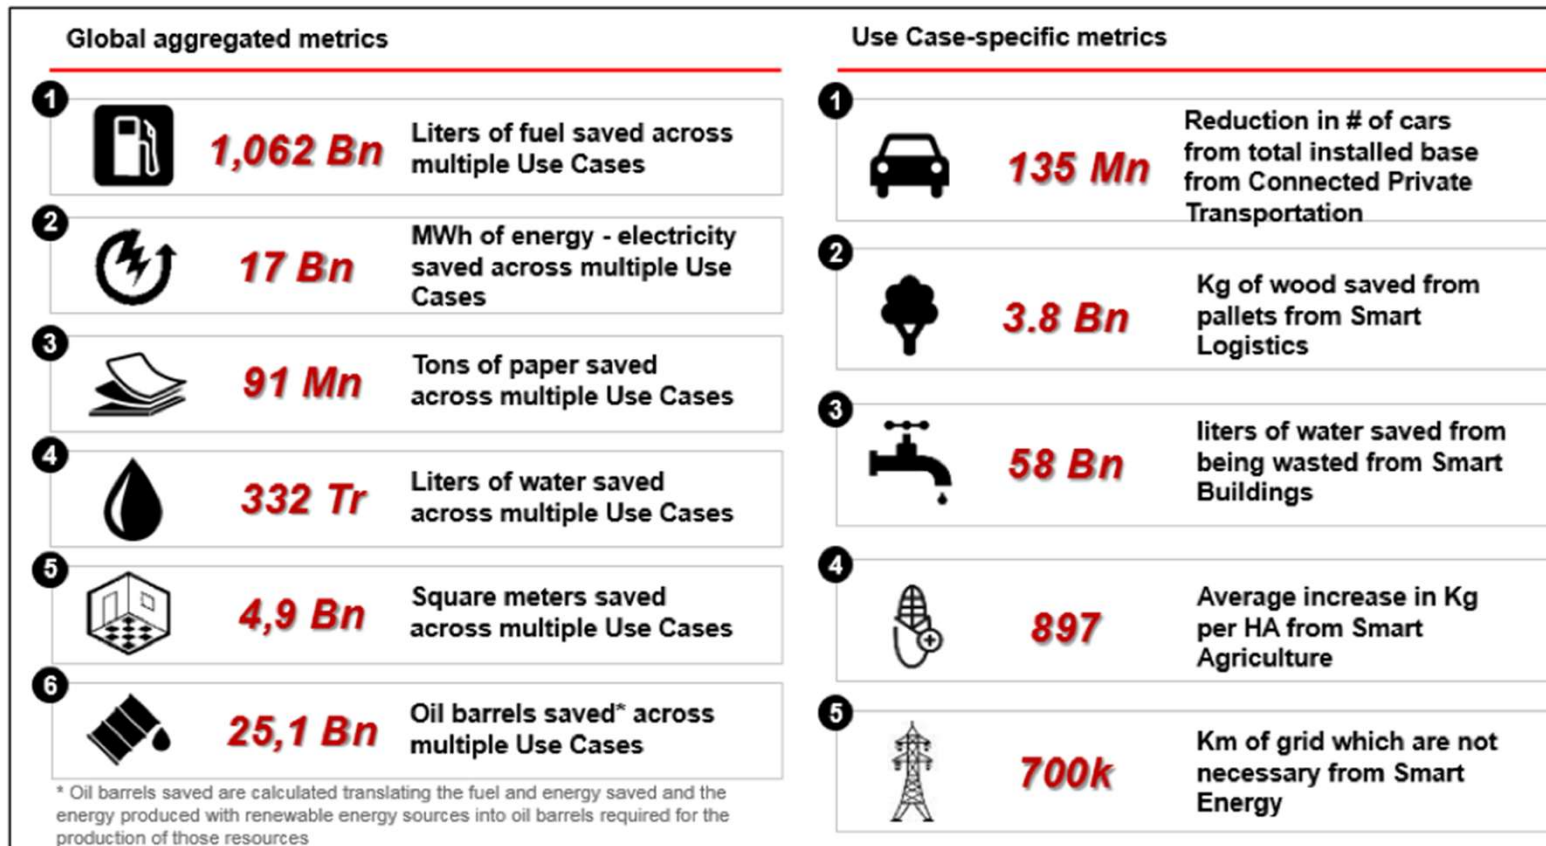 Global aggregated metrics
1
1,062 Bn
Liters of fuel saved across
multiple Use Cases
2
17 Bn
MWh of energy - electricity
saved across multiple Use
Cases
3
91 Mn
Tons of paper saved
across multiple Use Cases
4
332 Tr
Liters of water saved
across multiple Use Cases
5
4,9 Bn
Square meters saved
across multiple Use Cases
6
25,1 Bn
Oil barrels saved* across
multiple Use Cases
* Oil barrels saved are calculated translating the fuel and energy saved and the
energy produced with renewable energy sources into oil barrels required for the
production of those resources
Use Case-specific metrics
1
135 Mn
Reduction in # of cars
from total installed base
from Connected Private
Transportation
2
3.8 Bn
Kg of wood saved from
pallets from Smart
Logistics
3
58 Bn
liters of water saved from
being wasted from Smart
Buildings
4
897
Average increase in Kg
per HA from Smart
Agriculture
5
700k
Km of grid which are not
necessary from Smart
Energy